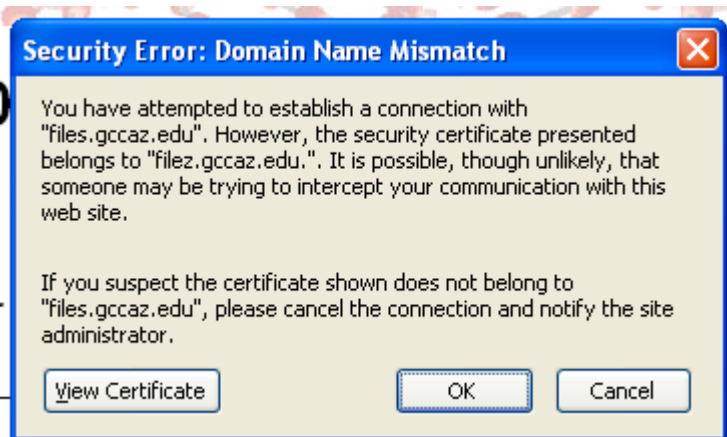 Security Error: Domain Name Mismatch
You have attempted to establish a connection with
"files.gccaz.edu". However, the security certificate presented
belongs to "filez.gccaz.edu.". It is possible, though unlikely, that
someone may be trying to intercept your communication with this
web site.
If you suspect the certificate shown does not belong to
"files.gccaz.edu", please cancel the connection and notify the site
administrator.
View Certificate
OK
Cancel